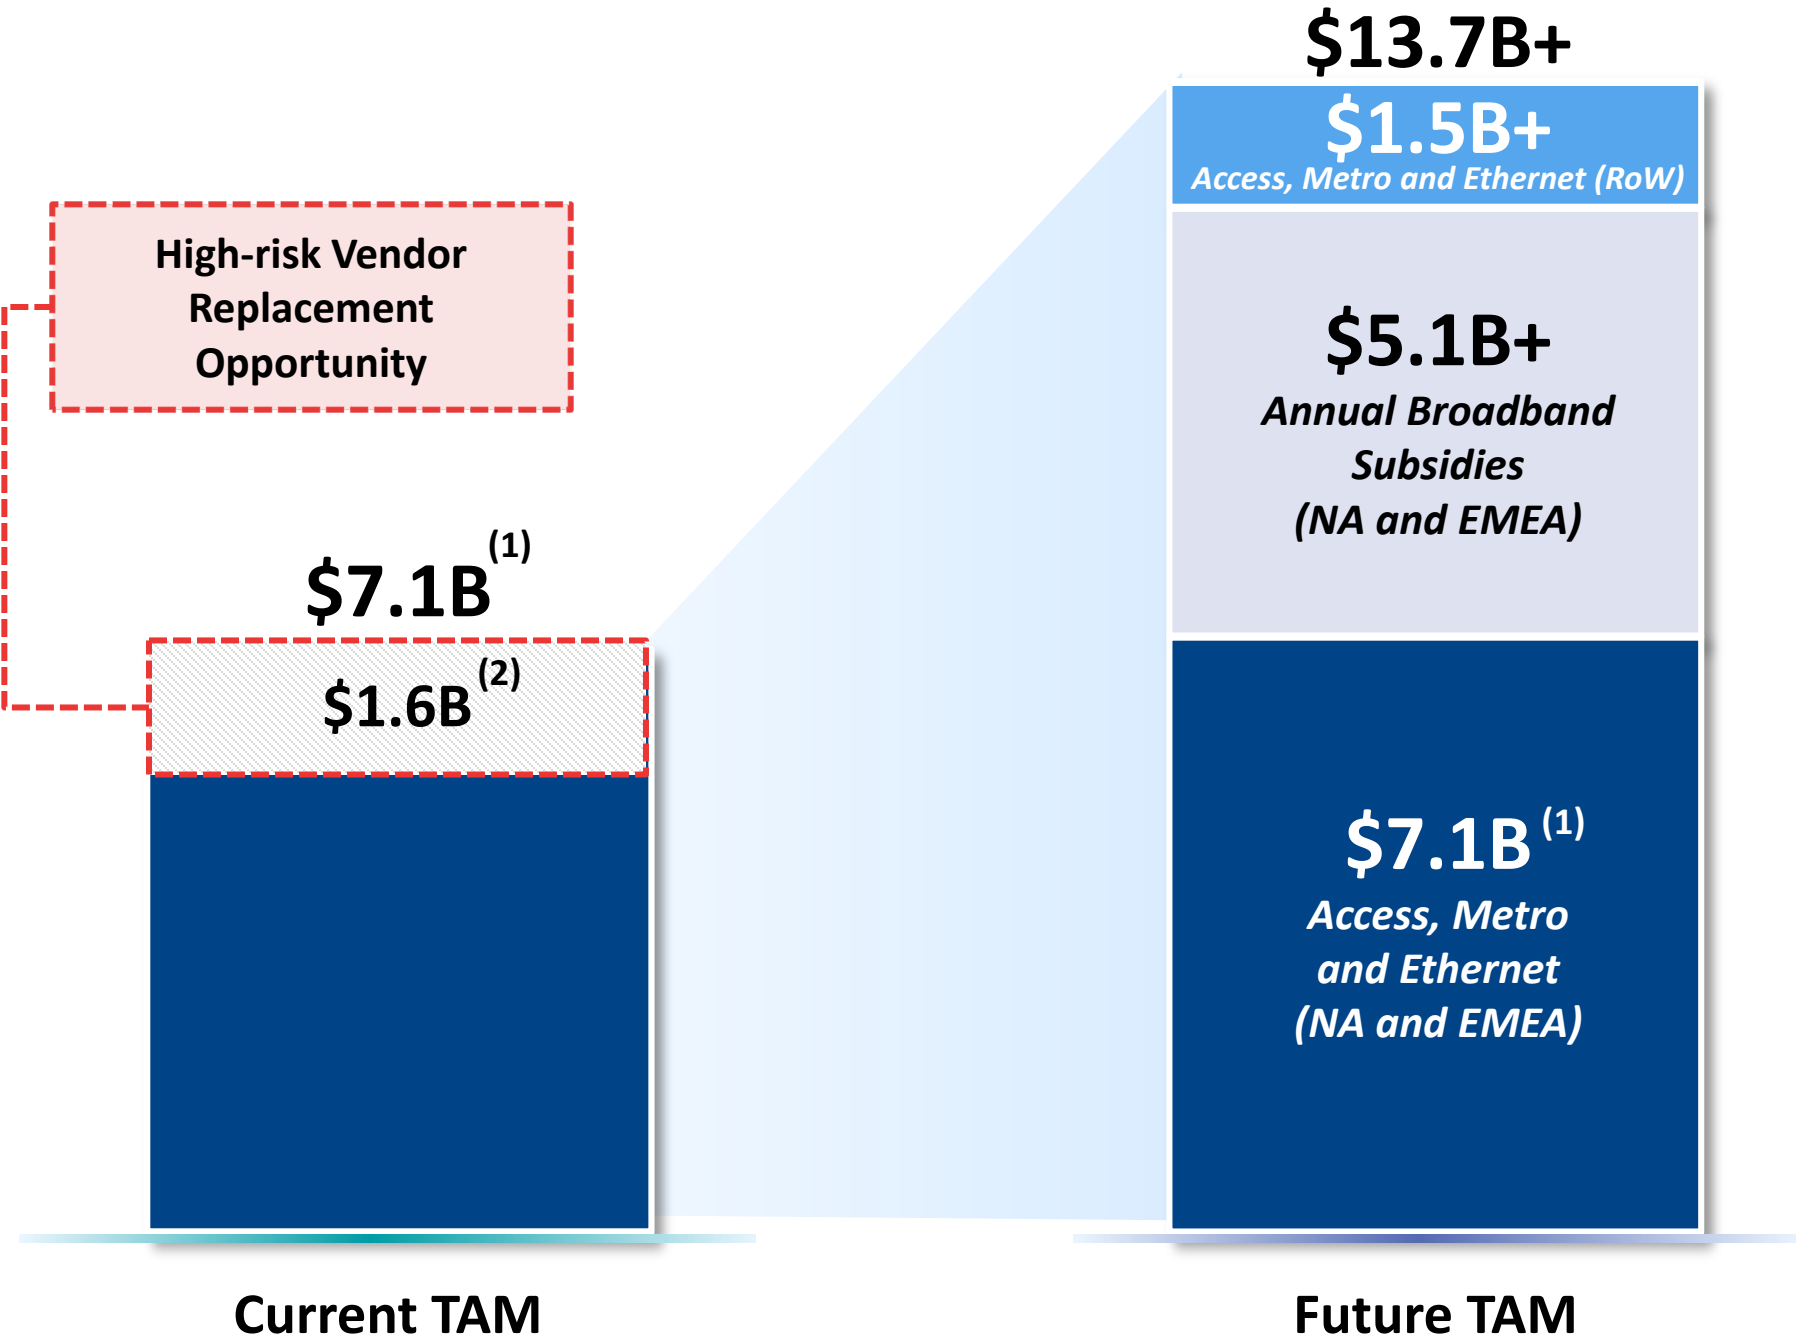 $13.7B+
$1.5B+
Access, Metro and Ethernet (RoW)
High-risk Vendor
Replacement
Opportunity
$5.1B+
Annual Broadband
Subsidies
(NA and EMEA)
$7.1B(1)
$1.6B(2)
$7.1B (1)
Access, Metro
and Ethernet
(NA and EMEA)
Current TAM
Future TAM